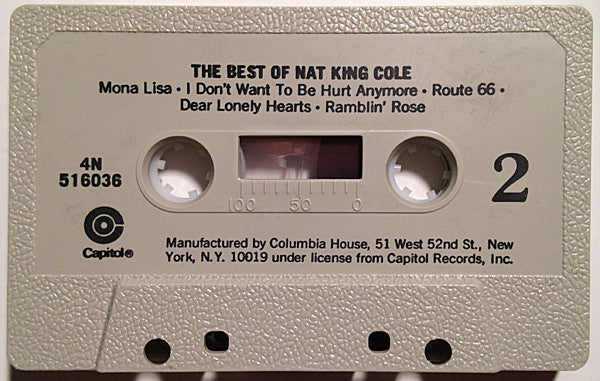 THE BEST OF NAT KING COLE
Mona Lisa • I Don't Want To Be Hurt Anymore • Route 66 •
Dear Lonely Hearts • Ramblin' Rose
4N
516036
2
100 50 0
Capitol®
Manufactured by Columbia House, 51 West 52nd St., New
York, N.Y. 10019 under license from Capitol Records, Inc.